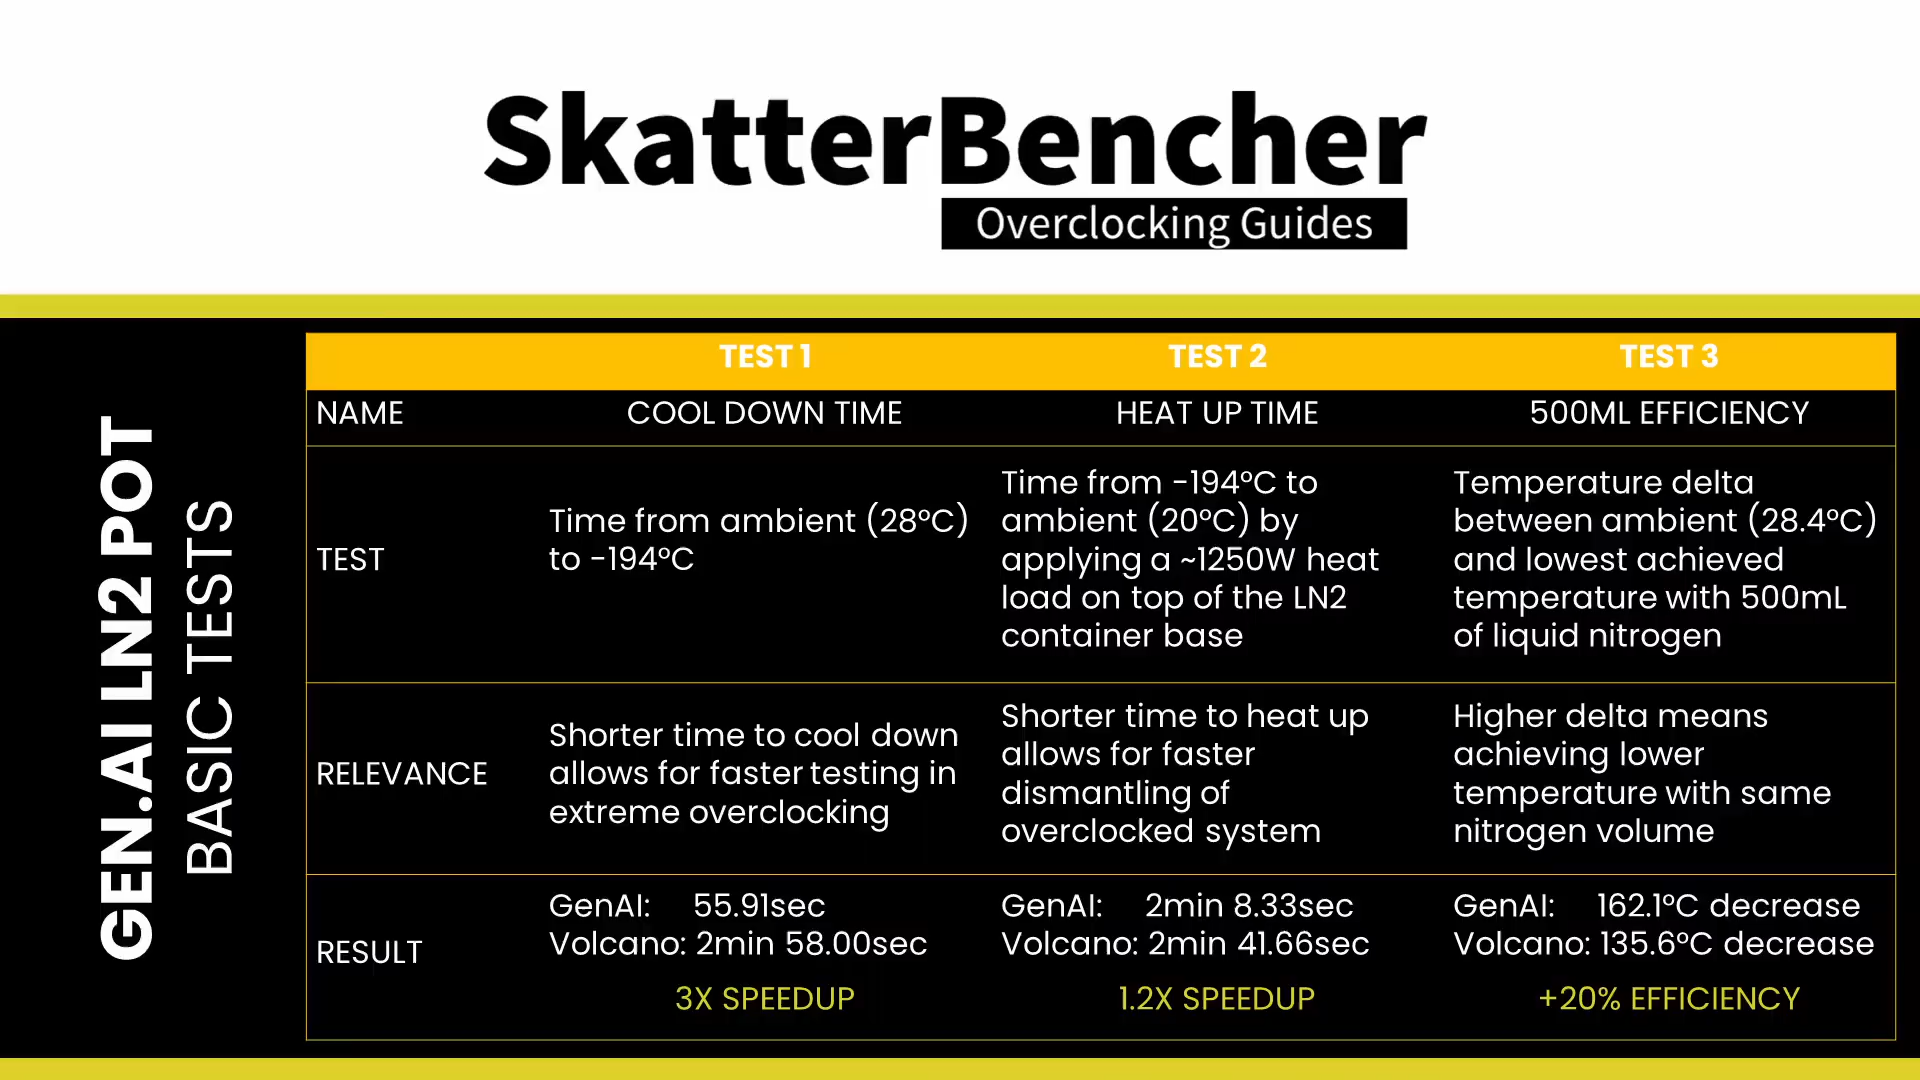 SkatterBencher
Overclocking Guides
GEN.AI LN2 POT
BASIC TESTS
TEST 1
TEST 2
TEST 3
NAME
COOL DOWN TIME
HEAT UP TIME
500ML EFFICIENCY
TEST
Time from ambient (28°C)
to -194°C
Time from -194°C to
ambient (20°C) by
applying a ~1250W heat
load on top of the LN2
container base
Temperature delta
between ambient (28.4°C)
and lowest achieved
temperature with 500mL
of liquid nitrogen
RELEVANCE
Shorter time to cool down
allows for faster testing in
extreme overclocking
Shorter time to heat up
allows for faster
dismantling of
overclocked system
Higher delta means
achieving lower
temperature with same
nitrogen volume
RESULT
GenAI: 55.91sec
Volcano: 2min 58.00sec
3X SPEEDUP
GenAI: 2min 8.33sec
Volcano: 2min 41.66sec
1.2X SPEEDUP
GenAI: 162.1°C decrease
Volcano: 135.6°C decrease
+20% EFFICIENCY